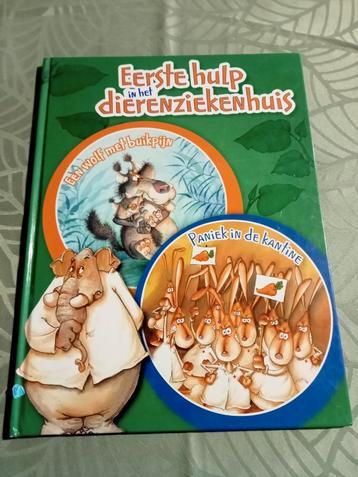 Eerste hulp
in het
dierenziekenhuis
Een wolf met buikpijn
Paniek in de kantine